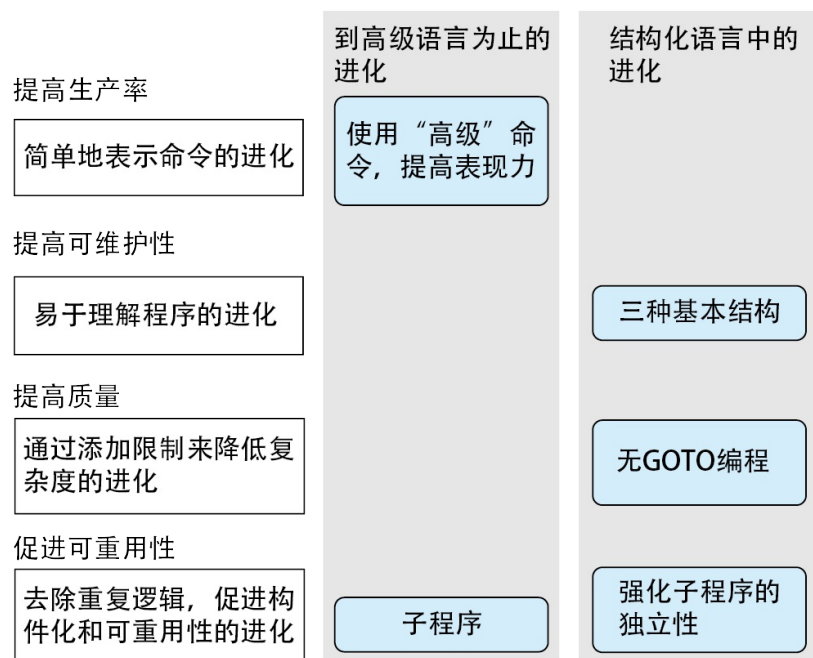 到高级语言为止的
进化
结构化语言中的
进化
提高生产率
简单地表示命令的进化
使用“高级”命
令，提高表现力
提高可维护性
易于理解程序的进化
三种基本结构
提高质量
通过添加限制来降低复
杂度的进化
无GOTO编程
促进可重用性
去除重复逻辑，促进构
件化和可重用性的进化
子程序
强化子程序的
独立性